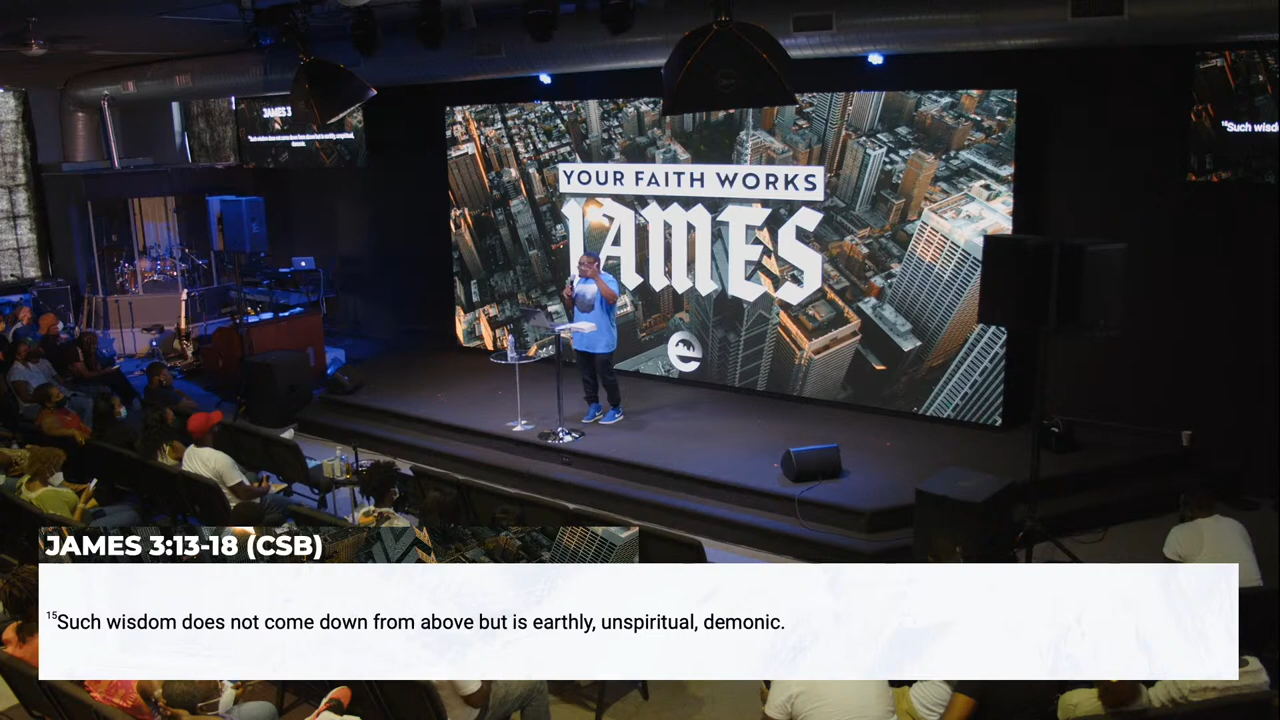 JAMES 3
¹⁵Such wisd
YOUR FAITH WORKS
JAMES
e
JAMES 3:13-18 (CSB)
¹⁵Such wisdom does not come down from above but is earthly, unspiritual, demonic.